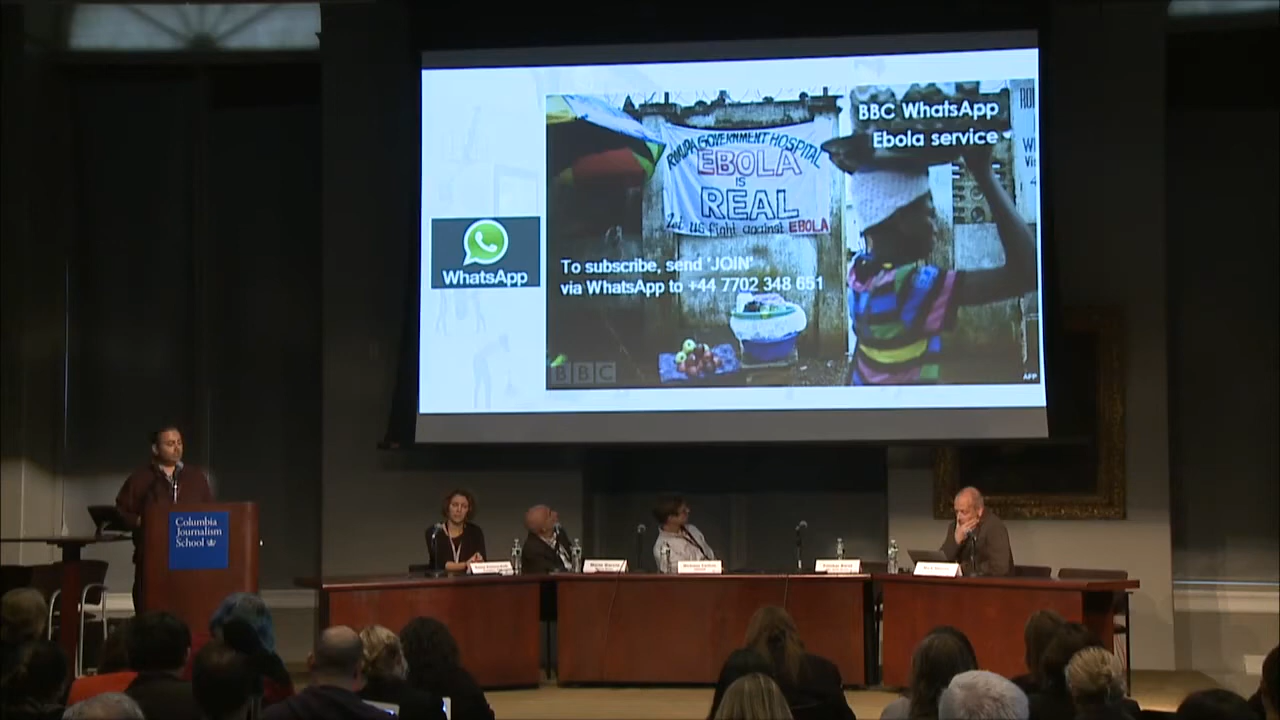 BBC WhatsApp
Ebola service
GOVERNMENT HOSPITAL
EBOLA
IS
REAL
Let us fight against EBOLA
WhatsApp
To subscribe, send 'JOIN'
via WhatsApp to +44 7702 348 651
BBC
AFP
Columbia
Journalism
School